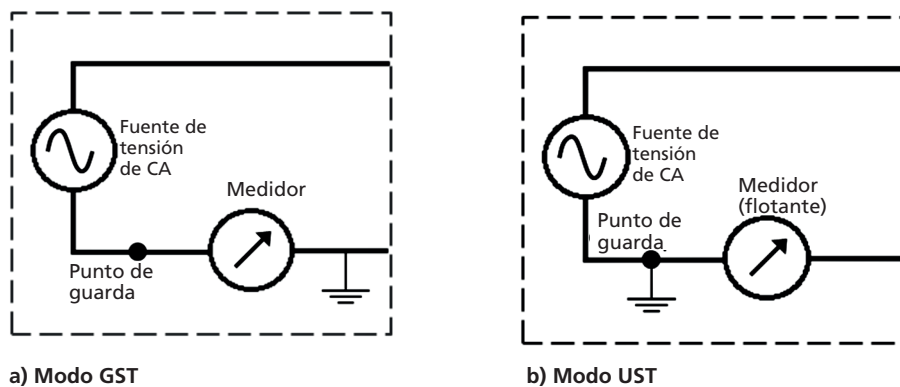 Fuente de
tensión
de CA
Medidor
Punto de
guarda
a) Modo GST
Fuente de
tensión
de CA
Medidor
(flotante)
Punto de
guarda
b) Modo UST